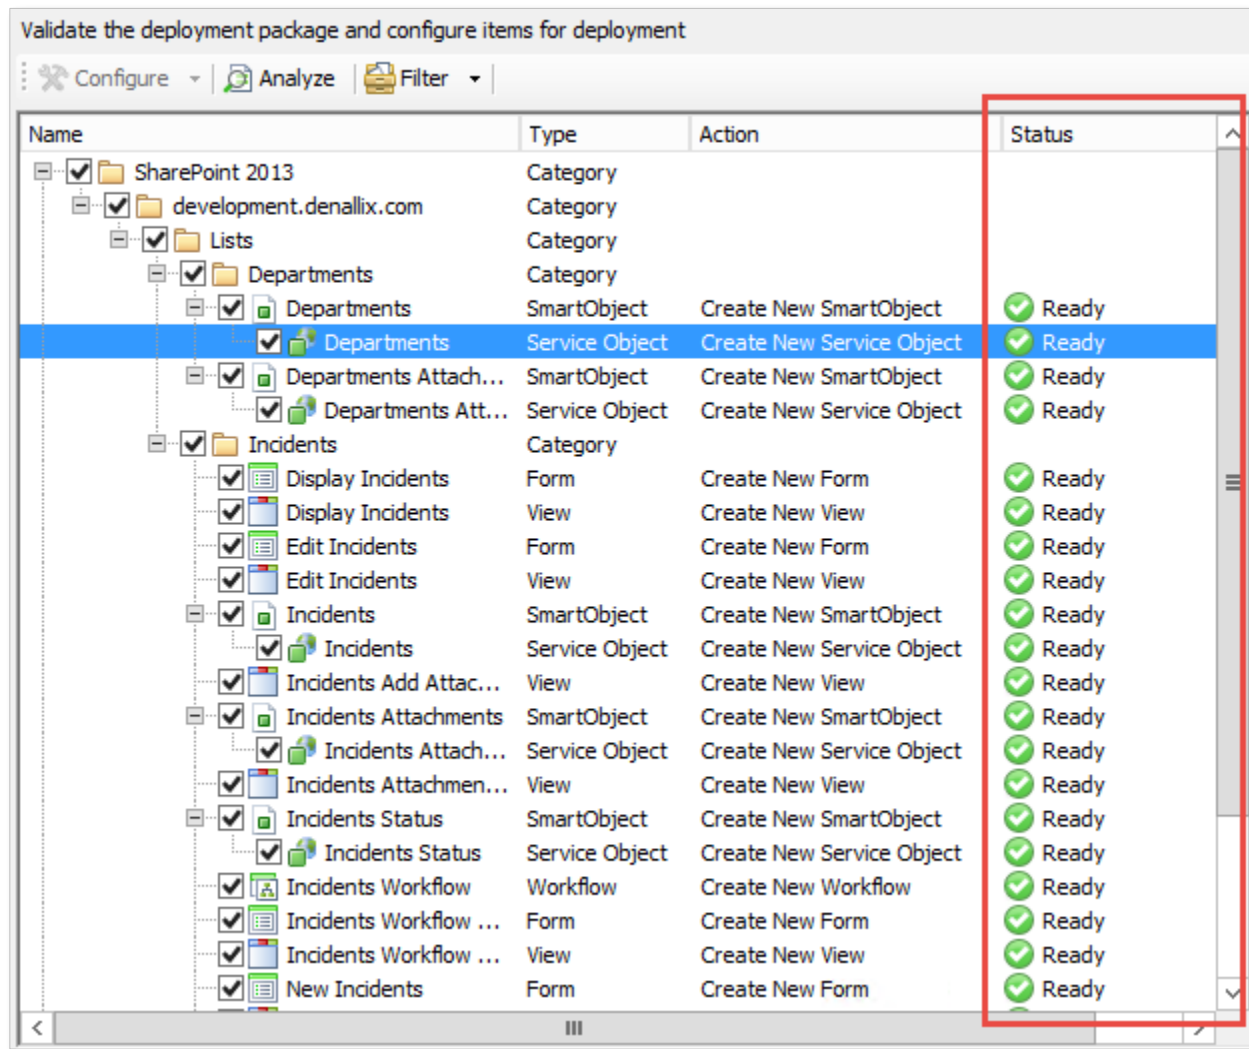 Validate the deployment package and configure items for deployment
Configure Analyze Filter
Name Type Action Status
SharePoint 2013 Category
development.denallix.com Category
Lists Category
Departments Category
Departments SmartObject Create New SmartObject Ready
Departments Service Object Create New Service Object Ready
Departments Attach... SmartObject Create New SmartObject Ready
Departments Att... Service Object Create New Service Object Ready
Incidents Category
Display Incidents Form Create New Form Ready
Display Incidents View Create New View Ready
Edit Incidents Form Create New Form Ready
Edit Incidents View Create New View Ready
Incidents SmartObject Create New SmartObject Ready
Incidents Service Object Create New Service Object Ready
Incidents Add Attac... View Create New View Ready
Incidents Attachments SmartObject Create New SmartObject Ready
Incidents Attach... Service Object Create New Service Object Ready
Incidents Attachmen... View Create New View Ready
Incidents Status SmartObject Create New SmartObject Ready
Incidents Status Service Object Create New Service Object Ready
Incidents Workflow Workflow Create New Workflow Ready
Incidents Workflow ... Form Create New Form Ready
Incidents Workflow ... View Create New View Ready
New Incidents Form Create New Form Ready